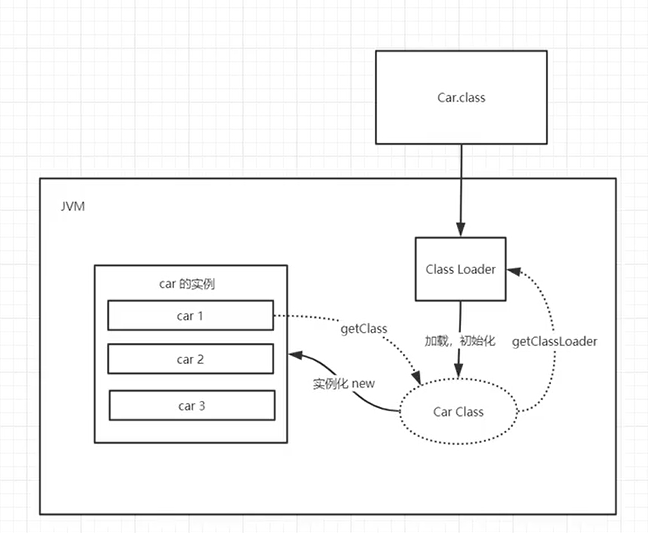 Car.class
JVM
Class Loader
car 的实例
car 1
getClass
加载，初始化
getClassLoader
car 2
实例化 new
car 3
Car Class